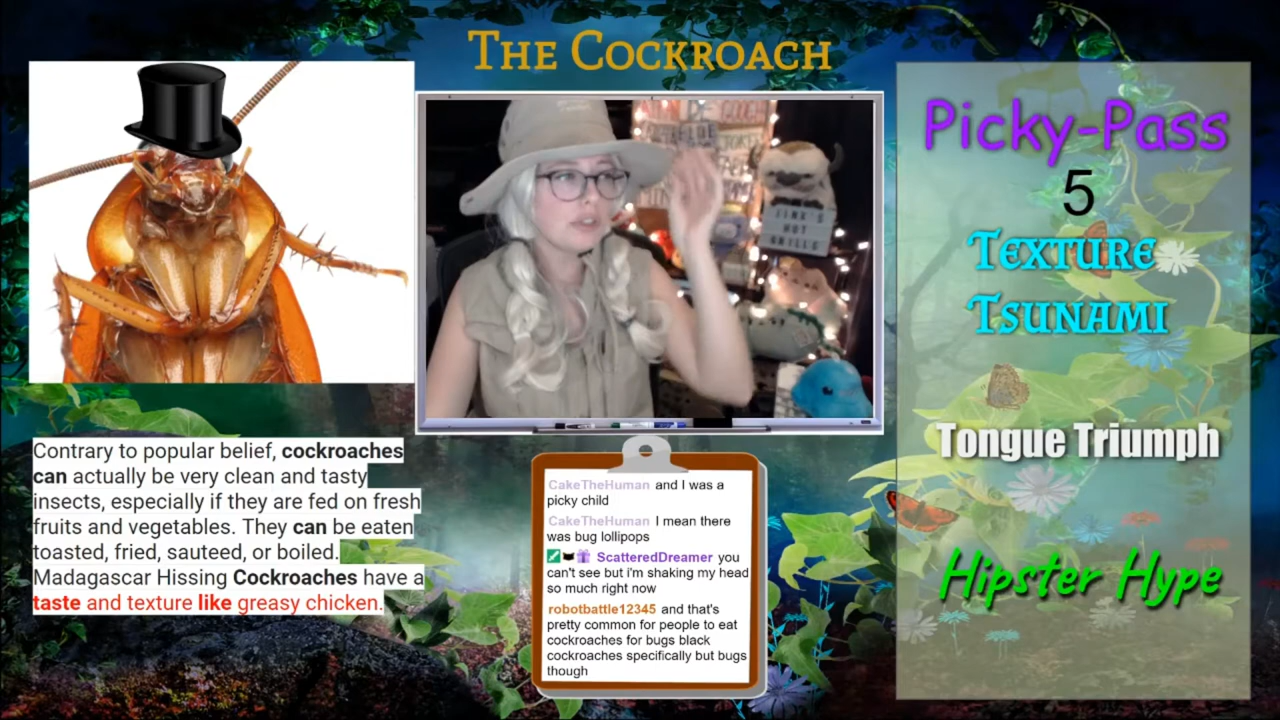 The Cockroach
Contrary to popular belief, cockroaches
can actually be very clean and tasty
insects, especially if they are fed on fresh
fruits and vegetables. They can be eaten
toasted, fried, sauteed, or boiled.
Madagascar Hissing Cockroaches have a
taste and texture like greasy chicken.
CakeTheHuman and I was a
picky child
CakeTheHuman I mean there
was bug lollipops
ScatteredDreamer you
can't see but i'm shaking my head
so much right now
robotbattle12345 and that's
pretty common for people to eat
cockroaches for bugs black
cockroaches specifically but bugs
though
Picky-Pass
5
Texture
Tsunami
Tongue Triumph
Hipster Hype